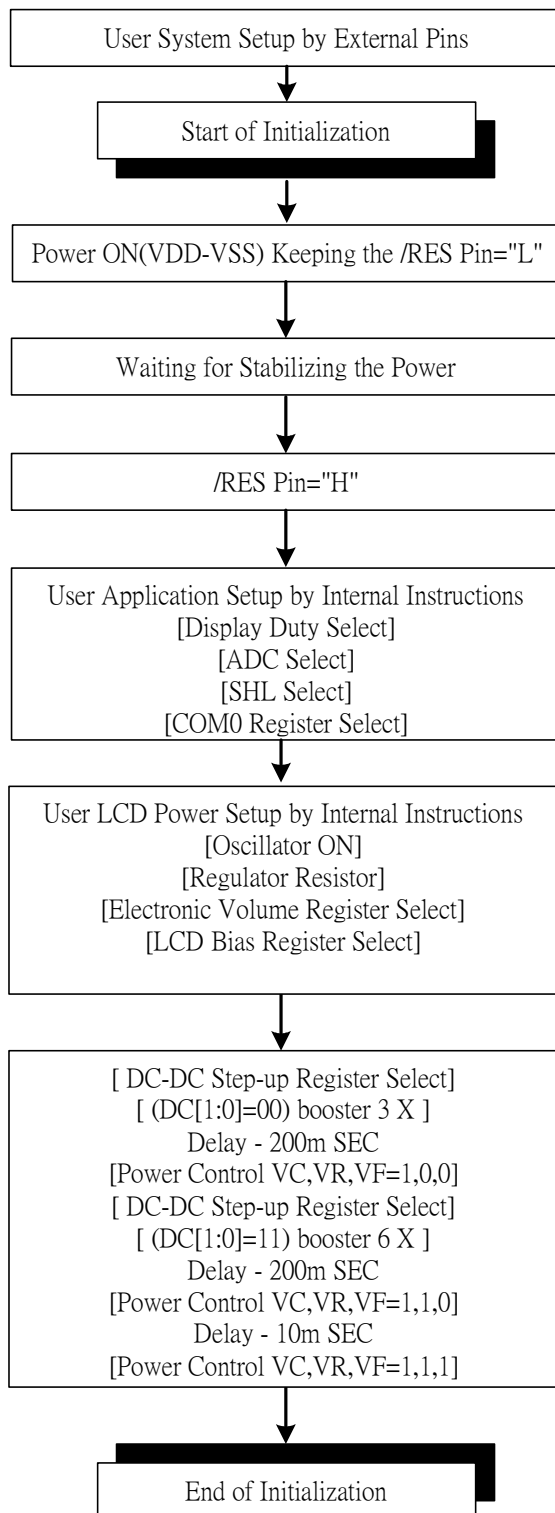 User System Setup by External Pins
Start of Initialization
Power ON(VDD-VSS) Keeping the /RES Pin="L"
Waiting for Stabilizing the Power
/RES Pin="H"
User Application Setup by Internal Instructions
[Display Duty Select]
[ADC Select]
[SHL Select]
[COM0 Register Select]
User LCD Power Setup by Internal Instructions
[Oscillator ON]
[Regulator Resistor]
[Electronic Volume Register Select]
[LCD Bias Register Select]
[ DC-DC Step-up Register Select]
[ (DC[1:0]=00) booster 3 X ]
Delay - 200m SEC
[Power Control VC,VR,VF=1,0,0]
[ DC-DC Step-up Register Select]
[ (DC[1:0]=11) booster 6 X ]
Delay - 200m SEC
[Power Control VC,VR,VF=1,1,0]
Delay - 10m SEC
[Power Control VC,VR,VF=1,1,1]
End of Initialization